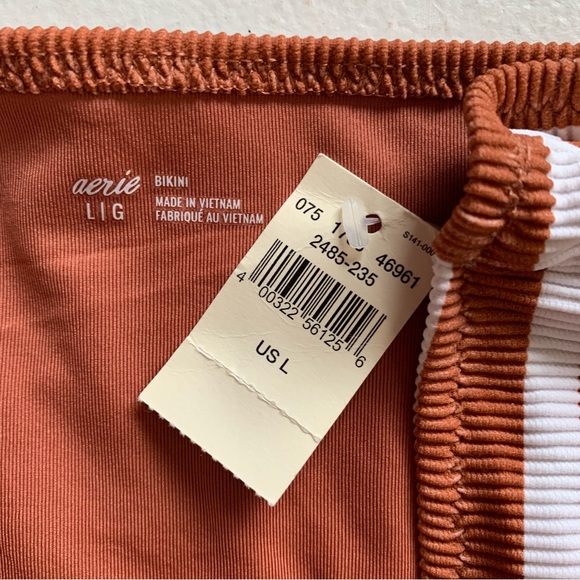 aerie
L | G
BIKINI
MADE IN VIETNAM
FABRIQUÉ AU VIETNAM
075
46961
2485-235
4 00322 56125 6
US L